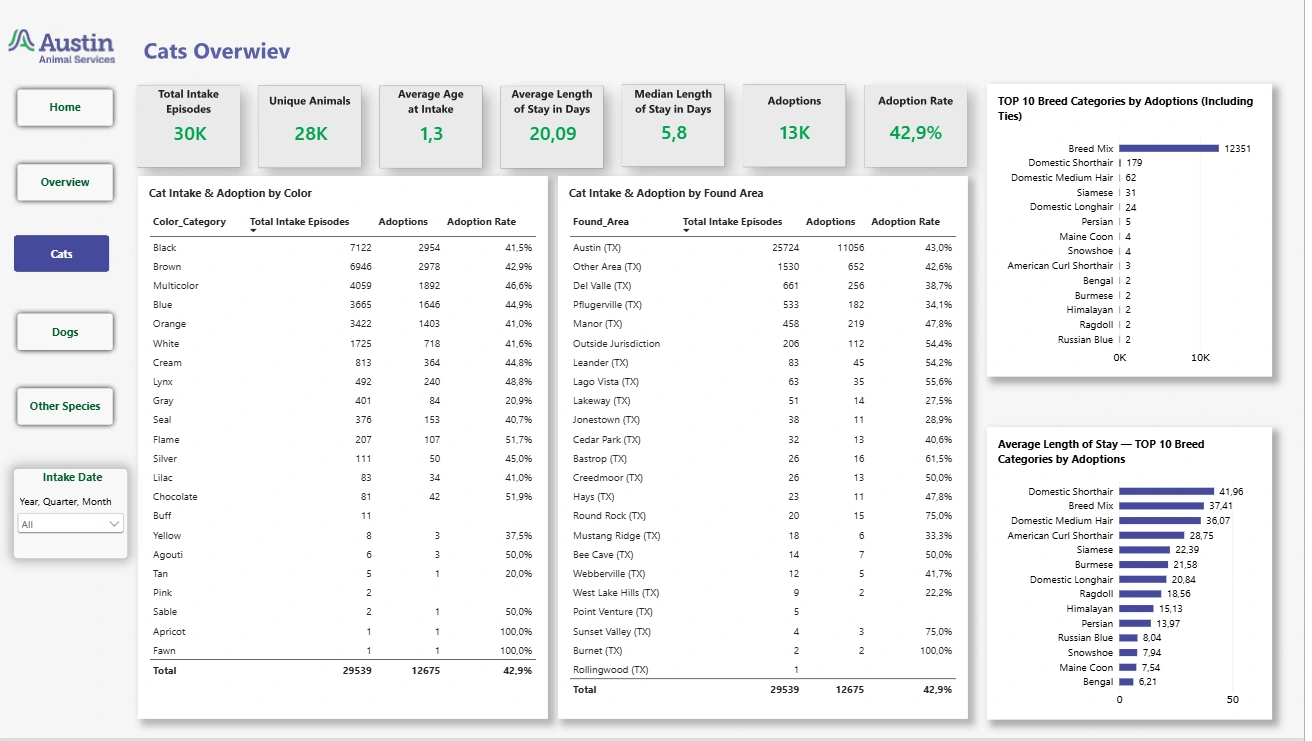 Austin
Animal Services
Cats Overwiev
Home
Overview
Cats
Dogs
Other Species
Intake Date
Year, Quarter, Month
All
Total Intake
Episodes
30K
Unique Animals
28K
Average Age
at Intake
1,3
Average Length
of Stay in Days
20,09
Median Length
of Stay in Days
5,8
Adoptions
13K
Adoption Rate
42,9%
Cat Intake & Adoption by Color
Color_Category Total Intake Episodes Adoptions Adoption Rate
Black 7122 2954 41,5%
Brown 6946 2978 42,9%
Multicolor 4059 1892 46,6%
Blue 3665 1646 44,9%
Orange 3422 1403 41,0%
White 1725 718 41,6%
Cream 813 364 44,8%
Lynx 492 240 48,8%
Gray 401 84 20,9%
Seal 376 153 40,7%
Flame 207 107 51,7%
Silver 111 50 45,0%
Lilac 83 34 41,0%
Chocolate 81 42 51,9%
Buff 11
Yellow 8 3 37,5%
Agouti 6 3 50,0%
Tan 5 1 20,0%
Pink 2
Sable 2 1 50,0%
Apricot 1 1 100,0%
Fawn 1 1 100,0%
Total 29539 12675 42,9%
Cat Intake & Adoption by Found Area
Found_Area Total Intake Episodes Adoptions Adoption Rate
Austin (TX) 25724 11056 43,0%
Other Area (TX) 1530 652 42,6%
Del Valle (TX) 661 256 38,7%
Pflugerville (TX) 533 182 34,1%
Manor (TX) 458 219 47,8%
Outside Jurisdiction 206 112 54,4%
Leander (TX) 83 45 54,2%
Lago Vista (TX) 63 35 55,6%
Lakeway (TX) 51 14 27,5%
Jonestown (TX) 38 11 28,9%
Cedar Park (TX) 32 13 40,6%
Bastrop (TX) 26 16 61,5%
Creedmoor (TX) 26 13 50,0%
Hays (TX) 23 11 47,8%
Round Rock (TX) 20 15 75,0%
Mustang Ridge (TX) 18 6 33,3%
Bee Cave (TX) 14 7 50,0%
Webberville (TX) 12 5 41,7%
West Lake Hills (TX) 9 2 22,2%
Point Venture (TX) 5
Sunset Valley (TX) 4 3 75,0%
Burnet (TX) 2 2 100,0%
Rollingwood (TX) 1
Total 29539 12675 42,9%
TOP 10 Breed Categories by Adoptions (Including
Ties)
Breed Mix 12351
Domestic Shorthair 179
Domestic Medium Hair 62
Siamese 31
Domestic Longhair 24
Persian 5
Maine Coon 4
Snowshoe 4
American Curl Shorthair 3
Bengal 2
Burmese 2
Himalayan 2
Ragdoll 2
Russian Blue 2
0K 10K
Average Length of Stay — TOP 10 Breed
Categories by Adoptions
Domestic Shorthair 41,96
Breed Mix 37,41
Domestic Medium Hair 36,07
American Curl Shorthair 28,75
Siamese 22,39
Burmese 21,58
Domestic Longhair 20,84
Ragdoll 18,56
Himalayan 15,13
Persian 13,97
Russian Blue 8,04
Snowshoe 7,94
Maine Coon 7,54
Bengal 6,21
0 50